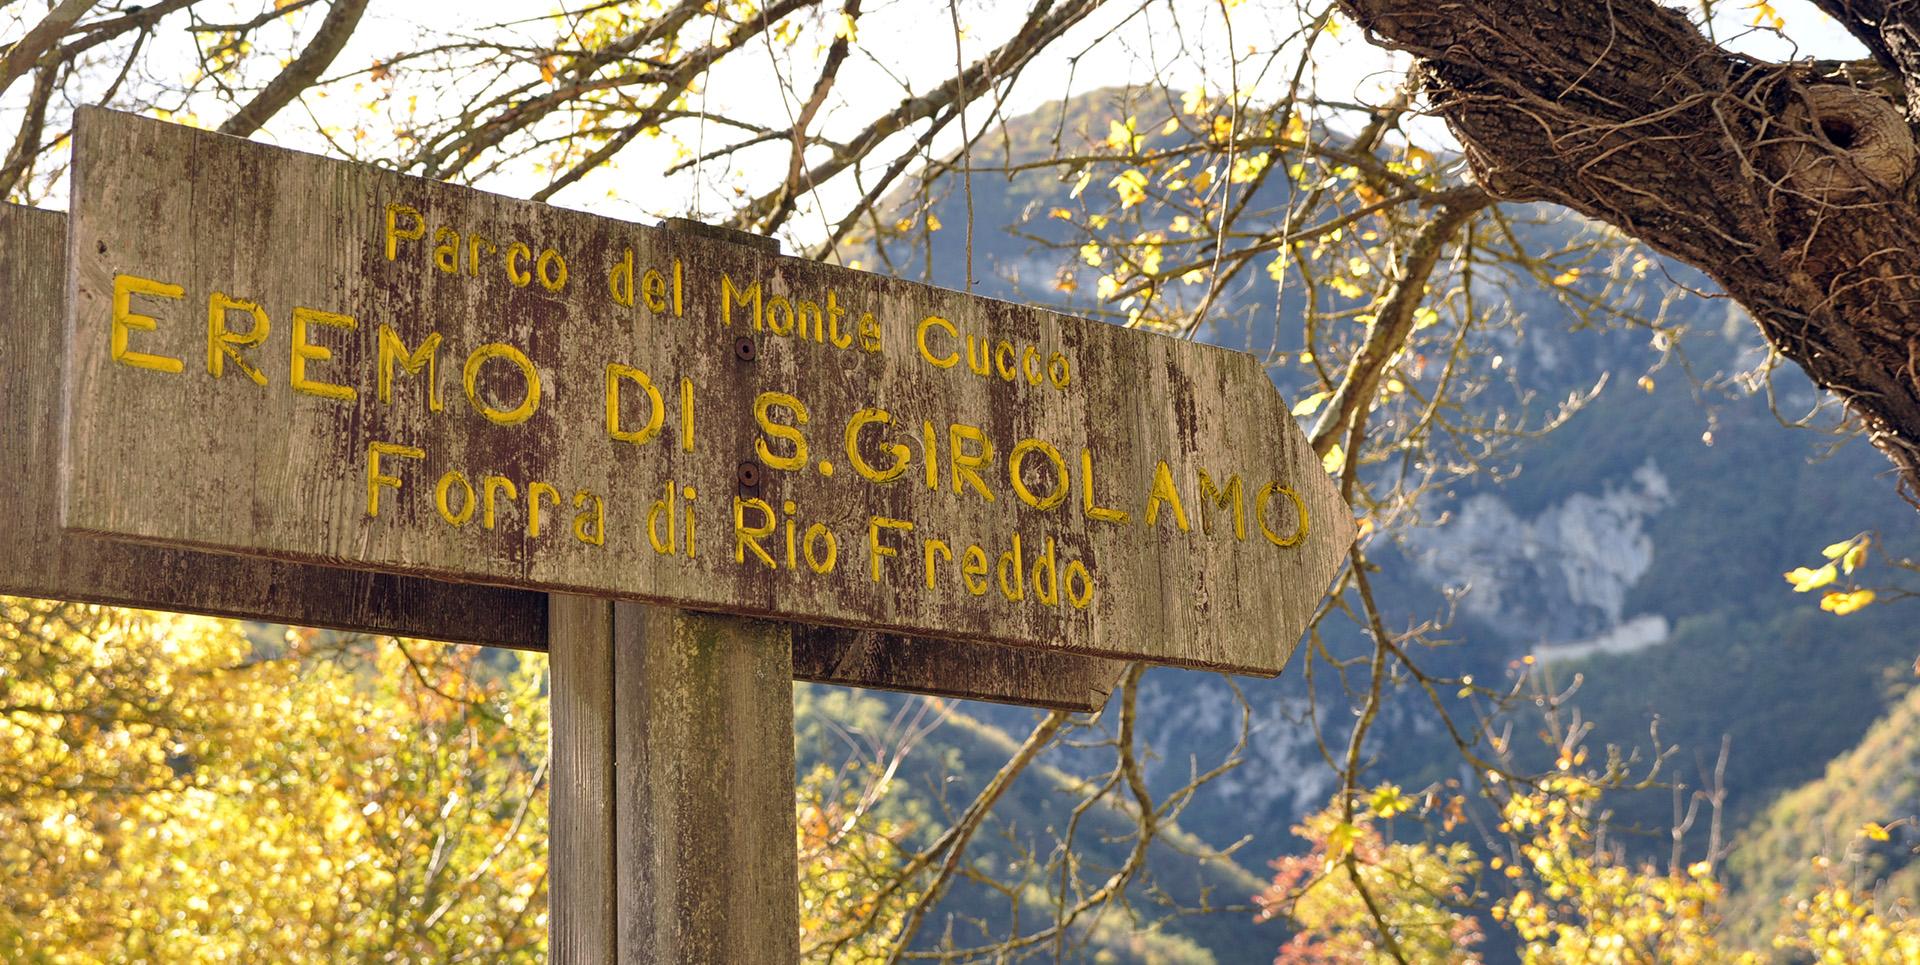 Parco del Monte Cucco
EREMO DI S.GIROLAMO
Forra di Rio Freddo